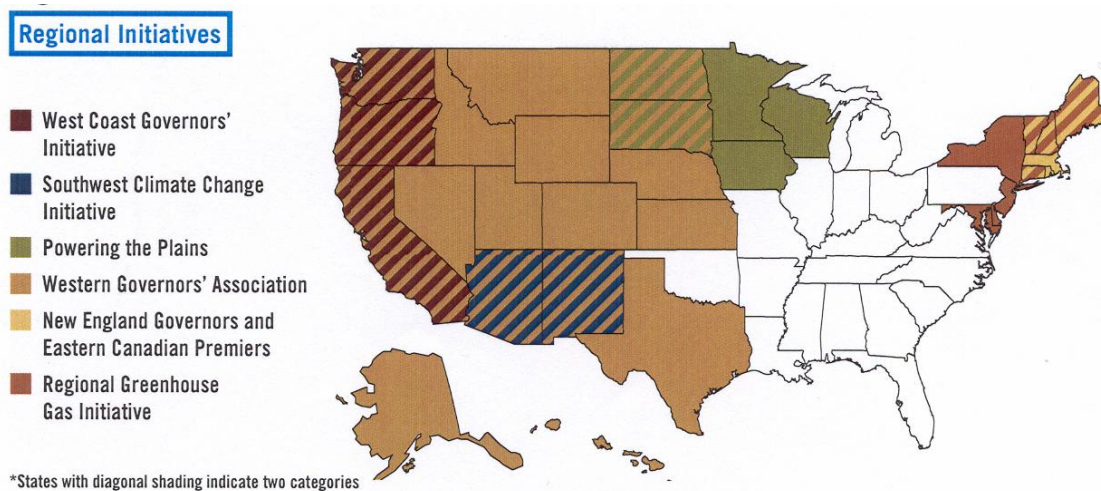 Regional Initiatives
West Coast Governors'
Initiative
Southwest Climate Change
Initiative
Powering the Plains
Western Governors' Association
New England Governors and
Eastern Canadian Premiers
Regional Greenhouse
Gas Initiative
*States with diagonal shading indicate two categories